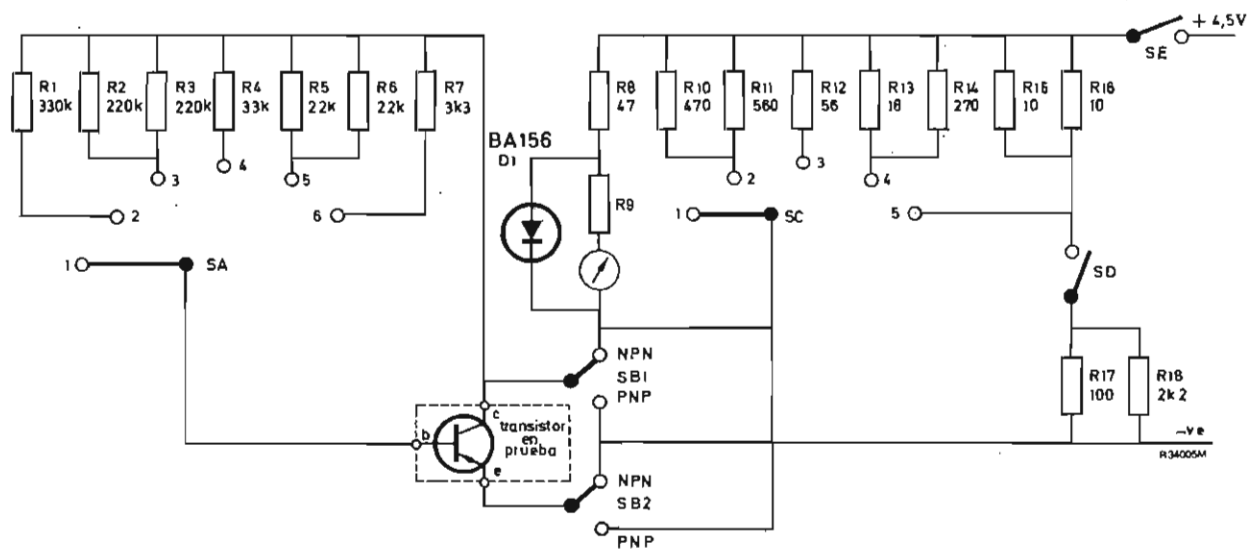 + 4,5V
SE
R1
330k
R2
220k
R3
220k
R4
33k
R5
22k
R6
22k
R7
3k3
R8
47
R10
470
R11
560
R12
56
R13
18
R14
270
R15
10
R16
10
BA156
D1
R9
1
2
3
4
5
6
SA
1
2
3
4
5
SC
SD
NPN
SB1
PNP
R17
100
R18
2k2
c
b
e
transistor
en
prueba
NPN
SB2
PNP
-ve
R34005M